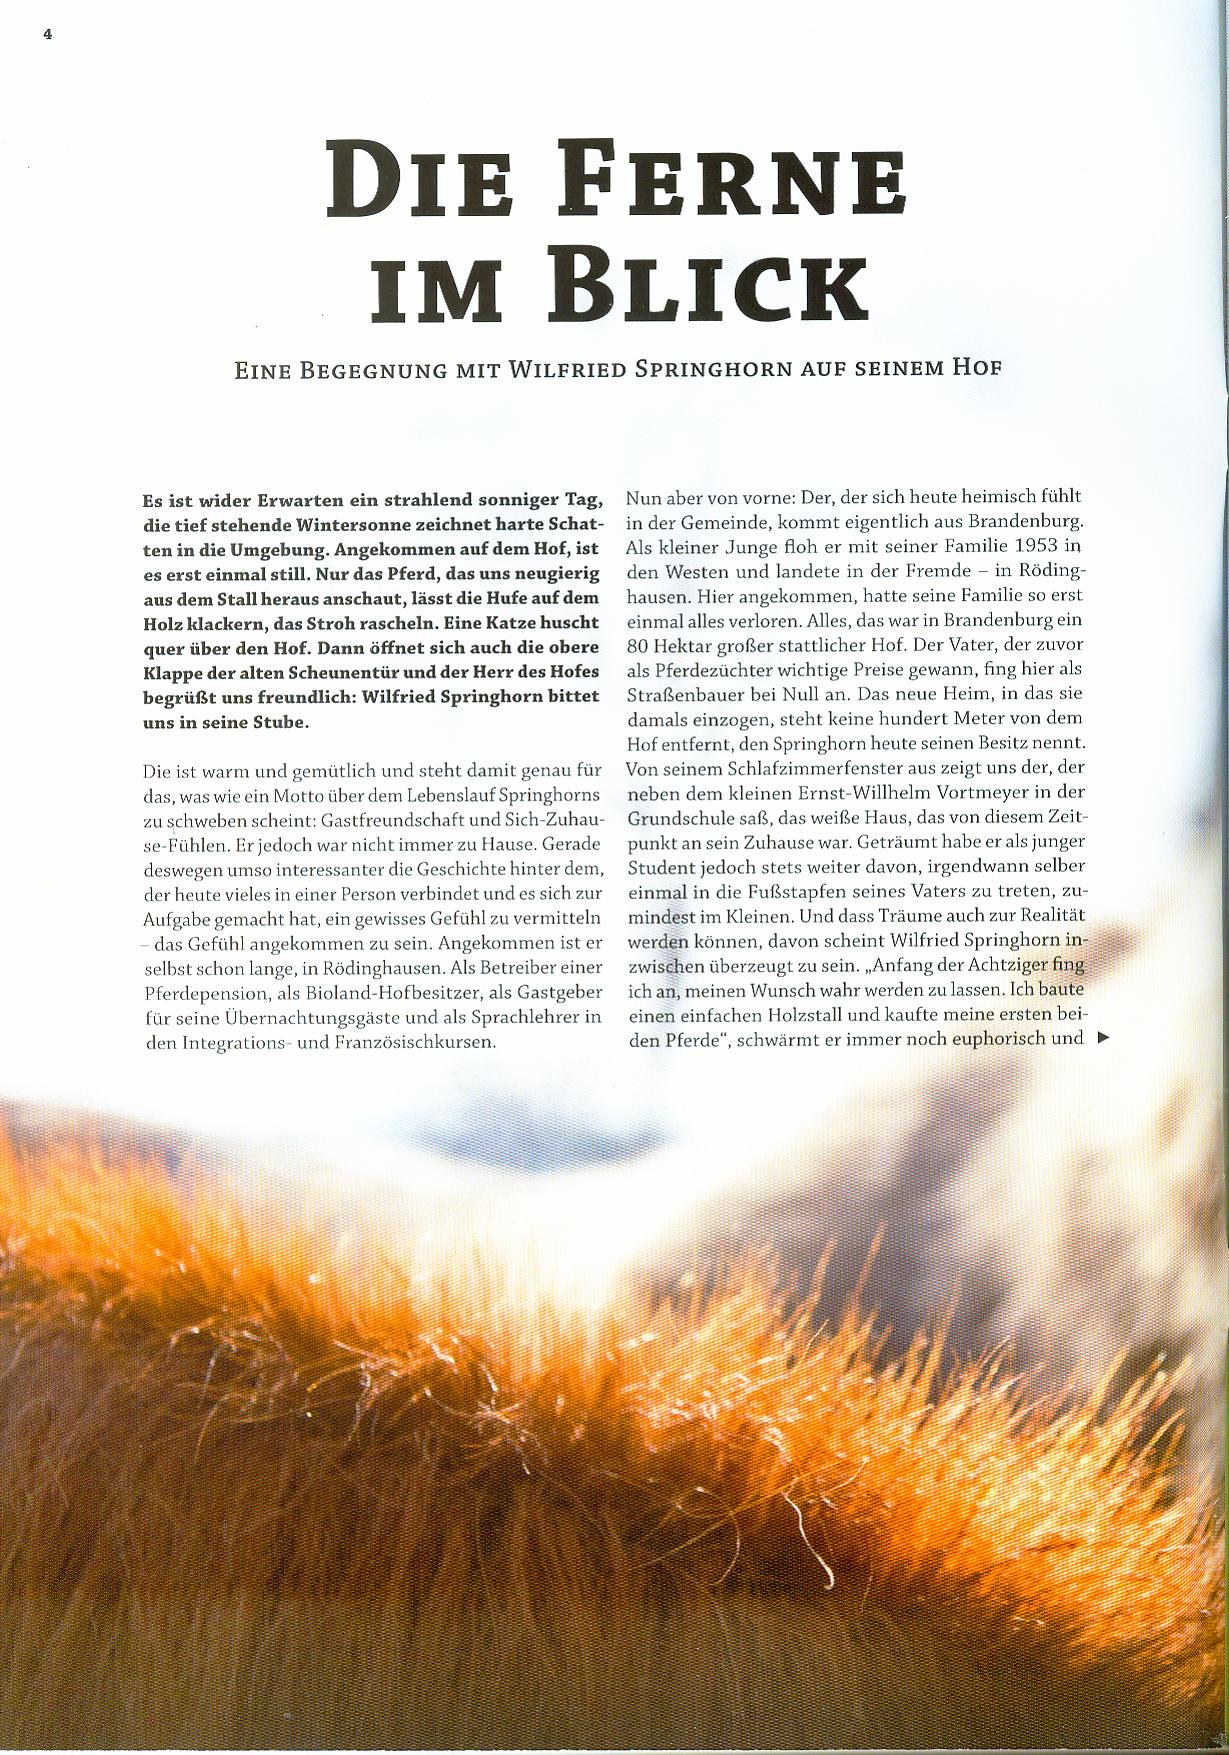 4
Die Ferne
im Blick
Eine Begegnung mit Wilfried Springhorn auf seinem Hof
Es ist wider Erwarten ein strahlend sonniger Tag,
die tief stehende Wintersonne zeichnet harte Schat-
ten in die Umgebung. Angekommen auf dem Hof, ist
es erst einmal still. Nur das Pferd, das uns neugierig
aus dem Stall heraus anschaut, lässt die Hufe auf dem
Holz klackern, das Stroh rascheln. Eine Katze huscht
quer über den Hof. Dann öffnet sich auch die obere
Klappe der alten Scheunentür und der Herr des Hofes
begrüßt uns freundlich: Wilfried Springhorn bittet
uns in seine Stube.
Die ist warm und gemütlich und steht damit genau für
das, was wie ein Motto über dem Lebenslauf Springhorns
zu schweben scheint: Gastfreundschaft und Sich-Zuhau-
se-Fühlen. Er jedoch war nicht immer zu Hause. Gerade
deswegen umso interessanter die Geschichte hinter dem,
der heute vieles in einer Person verbindet und es sich zur
Aufgabe gemacht hat, ein gewisses Gefühl zu vermitteln
– das Gefühl angekommen zu sein. Angekommen ist er
selbst schon lange, in Rödinghausen. Als Betreiber einer
Pferdepension, als Bioland-Hofbesitzer, als Gastgeber
für seine Übernachtungsgäste und als Sprachlehrer in
den Integrations- und Französischkursen.
Nun aber von vorne: Der, der sich heute heimisch fühlt
in der Gemeinde, kommt eigentlich aus Brandenburg.
Als kleiner Junge floh er mit seiner Familie 1953 in
den Westen und landete in der Fremde – in Röding-
hausen. Hier angekommen, hatte seine Familie so erst
einmal alles verloren. Alles, das war in Brandenburg ein
80 Hektar großer stattlicher Hof. Der Vater, der zuvor
als Pferdezüchter wichtige Preise gewann, fing hier als
Straßenbauer bei Null an. Das neue Heim, in das sie
damals einzogen, steht keine hundert Meter von dem
Hof entfernt, den Springhorn heute seinen Besitz nennt.
Von seinem Schlafzimmerfenster aus zeigt uns der, der
neben dem kleinen Ernst-Willhelm Vortmeyer in der
Grundschule saß, das weiße Haus, das von diesem Zeit-
punkt an sein Zuhause war. Geträumt habe er als junger
Student jedoch stets weiter davon, irgendwann selber
einmal in die Fußstapfen seines Vaters zu treten, zu-
mindest im Kleinen. Und dass Träume auch zur Realität
werden können, davon scheint Wilfried Springhorn in-
zwischen überzeugt zu sein. „Anfang der Achtziger fing
ich an, meinen Wunsch wahr werden zu lassen. Ich baute
einen einfachen Holzstall und kaufte meine ersten bei-
den Pferde“, schwärmt er immer noch euphorisch und ►